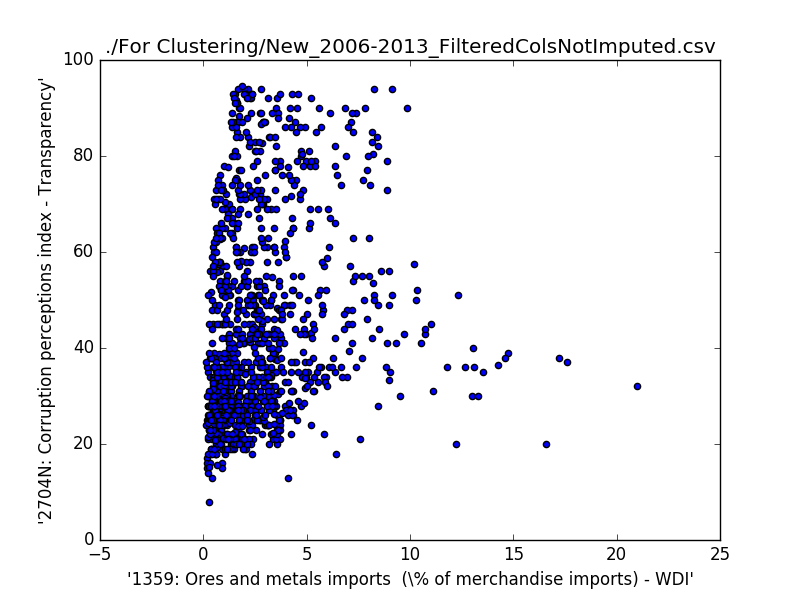 ./For Clustering/New_2006-2013_FilteredColsNotImputed.csv
100
80
60
40
20
0
'2704N: Corruption perceptions index - Transparency'
−5 0 5 10 15 20 25
'1359: Ores and metals imports  (\% of merchandise imports) - WDI'